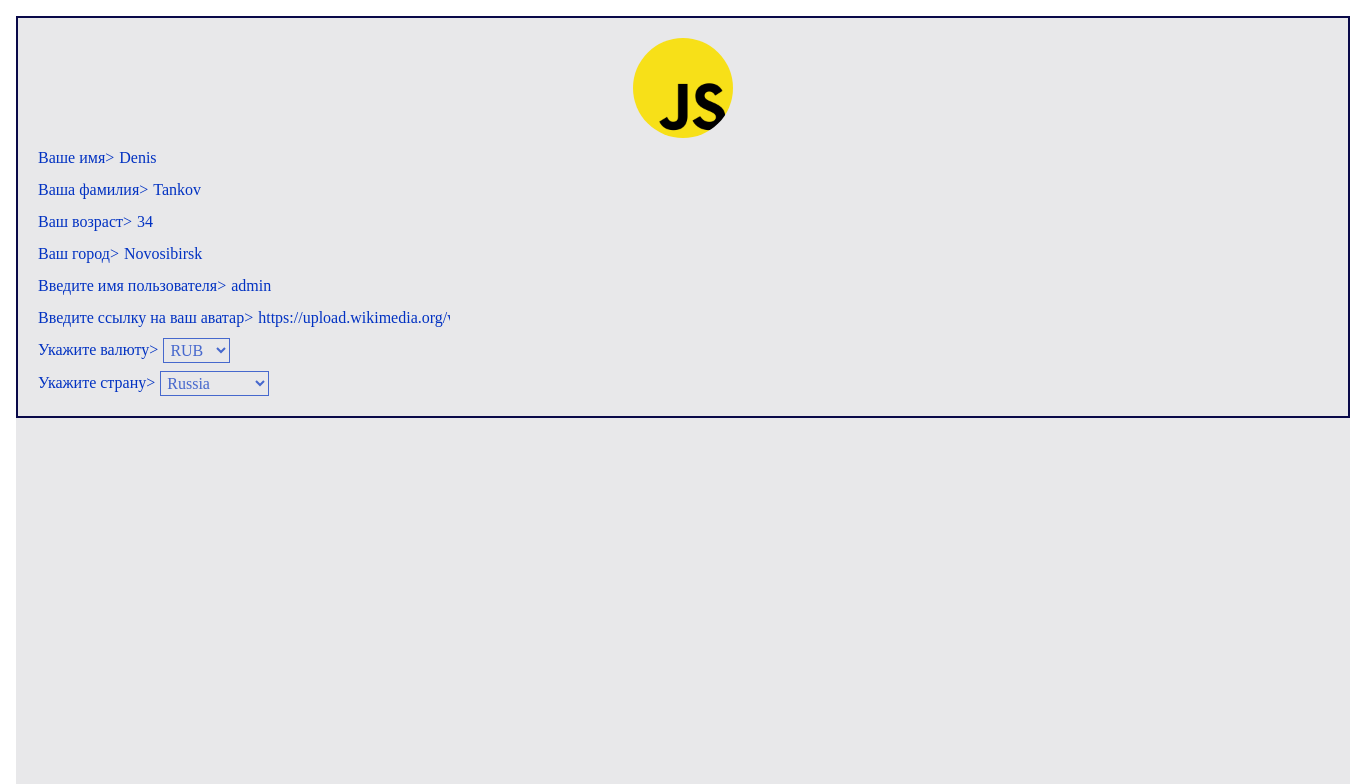 JS
Ваше имя> Denis
Ваша фамилия> Tankov
Ваш возраст> 34
Ваш город> Novosibirsk
Введите имя пользователя> admin
Введите ссылку на ваш аватар> https://upload.wikimedia.org/
Укажите валюту> RUB
Укажите страну> Russia